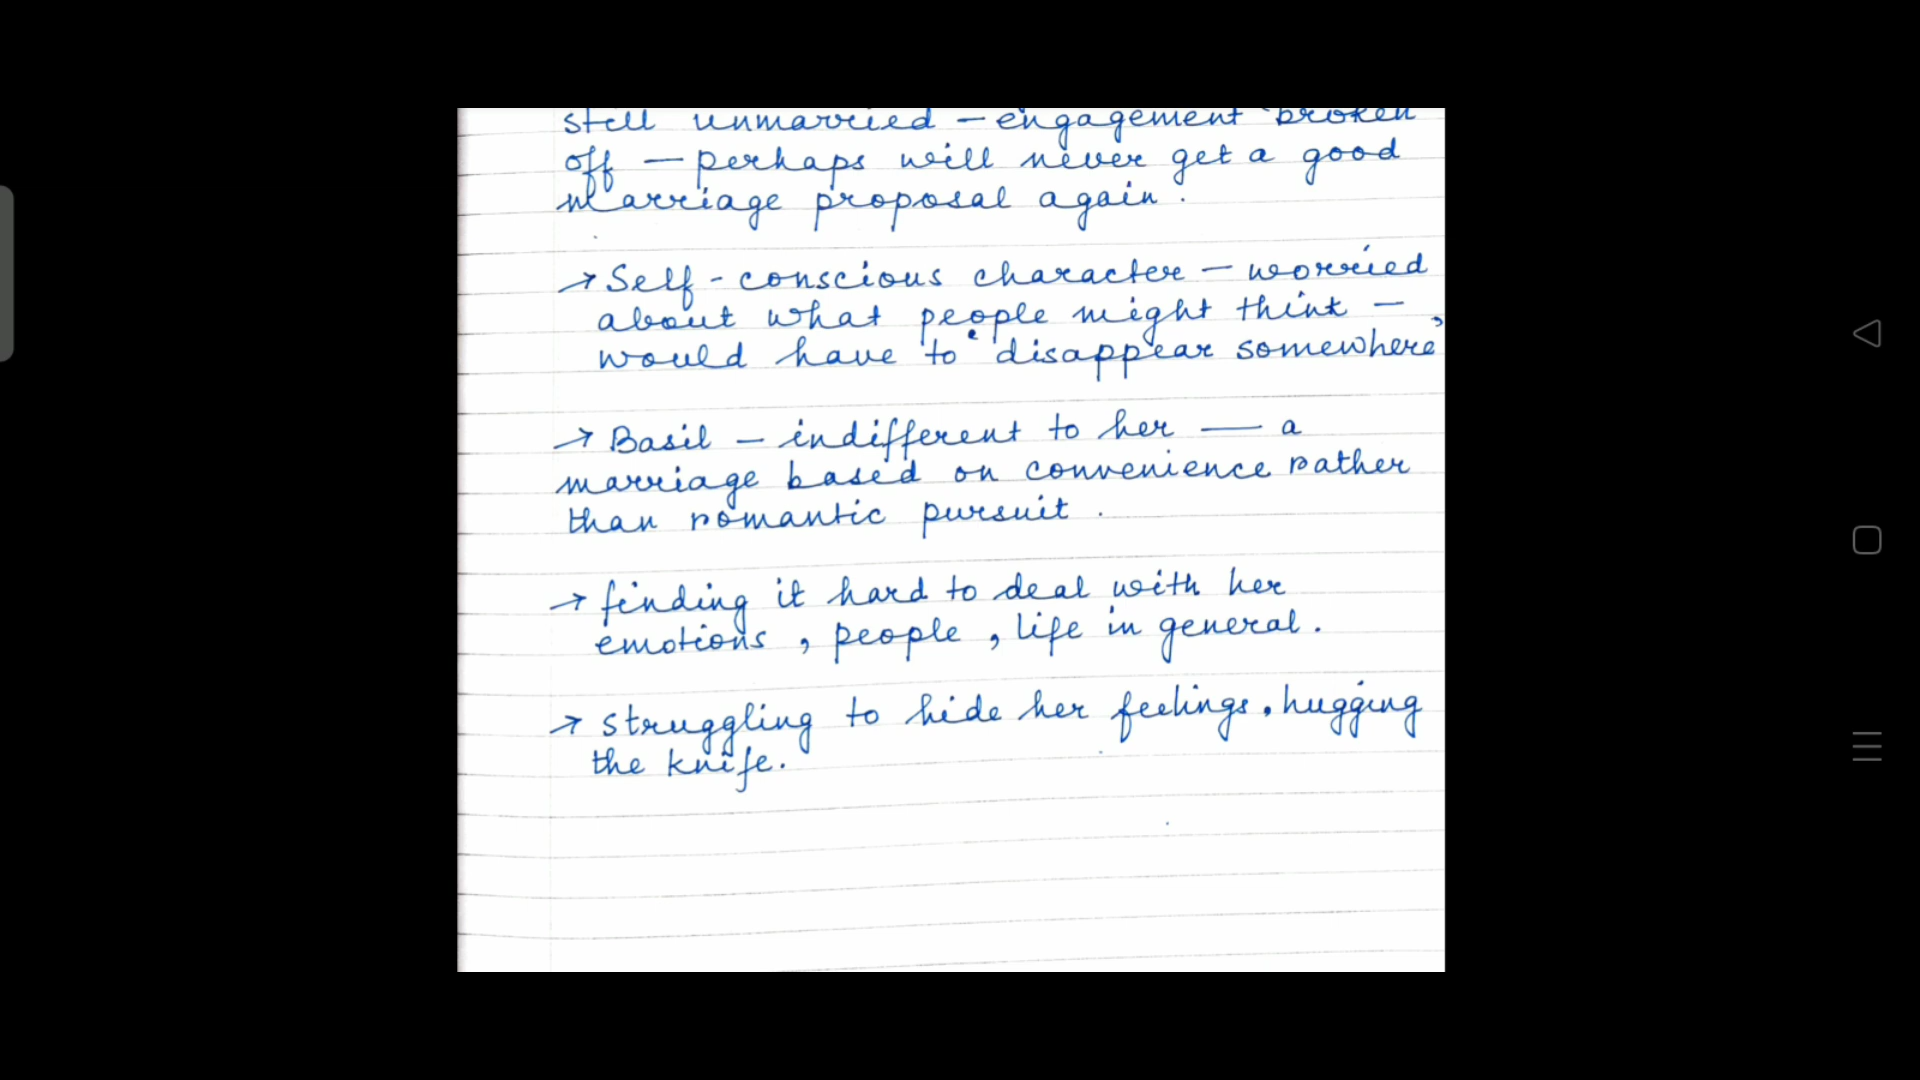 still unmarried — engagement broken
off — perhaps will never get a good
marriage proposal again.
→ Self-conscious character — worried
about what people might think —
would have to 'disappear somewhere'
→ Basil — indifferent to her — a
marriage based on convenience rather
than romantic pursuit.
→ finding it hard to deal with her
emotions, people, life in general.
→ struggling to hide her feelings. hugging
the knife.